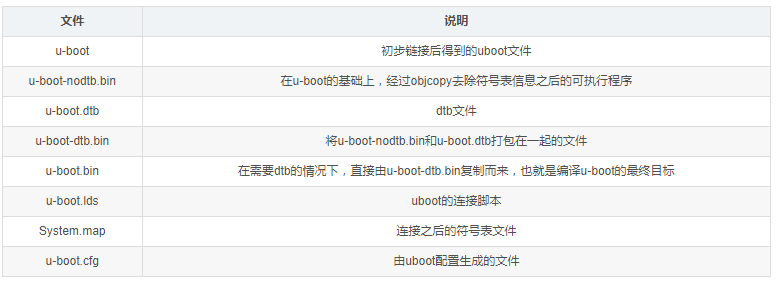 文件 说明
u-boot 初步链接后得到的uboot文件
u-boot-nodtb.bin 在u-boot的基础上，经过objcopy去除符号表信息之后的可执行程序
u-boot.dtb dtb文件
u-boot-dtb.bin 将u-boot-nodtb.bin和u-boot.dtb打包在一起的文件
u-boot.bin 在需要dtb的情况下，直接由u-boot-dtb.bin复制而来，也就是编译u-boot的最终目标
u-boot.lds uboot的连接脚本
System.map 连接之后的符号表文件
u-boot.cfg 由uboot配置生成的文件